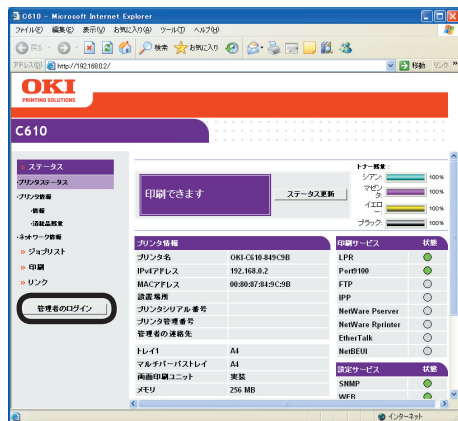 C610 - Microsoft Internet Explorer
ファイル(F) 編集(E) 表示(V) お気に入り(A) ツール(T) ヘルプ(H)
戻る 検索 お気に入り
アドレス(D) http://192.168.0.2/ 移動 リンク »
OKI
PRINTING SOLUTIONS
C610
ステータス
・プリンタステータス
・プリンタ情報
・情報
・消耗品残量
・ネットワーク情報
» ジョブリスト
» 印刷
» リンク
管理者のログイン
印刷できます
ステータス更新
トナー残量:
シアン: 100%
マゼンタ: 100%
イエロー: 100%
ブラック: 100%
プリンタ情報
プリンタ名 OKI-C610-849C9B
IPv4アドレス 192.168.0.2
MACアドレス 00:80:87:84:9C:9B
設置場所
プリンタシリアル番号
プリンタ管理番号
管理者の連絡先
トレイ1 A4
マルチパーパストレイ A4
両面印刷ユニット 実装
メモリ 256 MB
印刷サービス 状態
LPR
Port9100
FTP
IPP
NetWare Pserver
NetWare Rprinter
EtherTalk
NetBEUI
設定サービス 状態
SNMP
WEB
インターネット